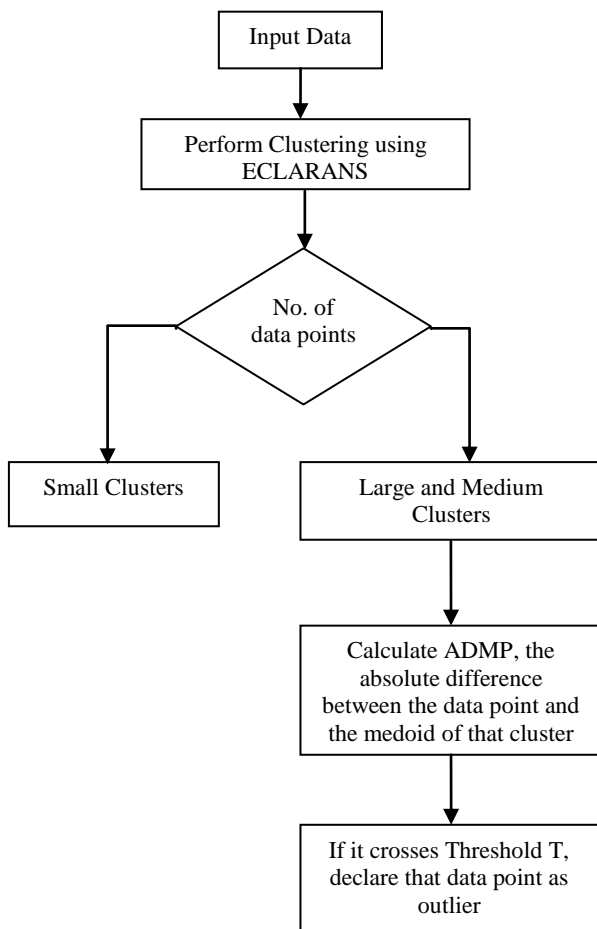 Input Data
Perform Clustering using
ECLARANS
No. of
data points
Small Clusters
Large and Medium
Clusters
Calculate ADMP, the
absolute difference
between the data point and
the medoid of that cluster
If it crosses Threshold T,
declare that data point as
outlier